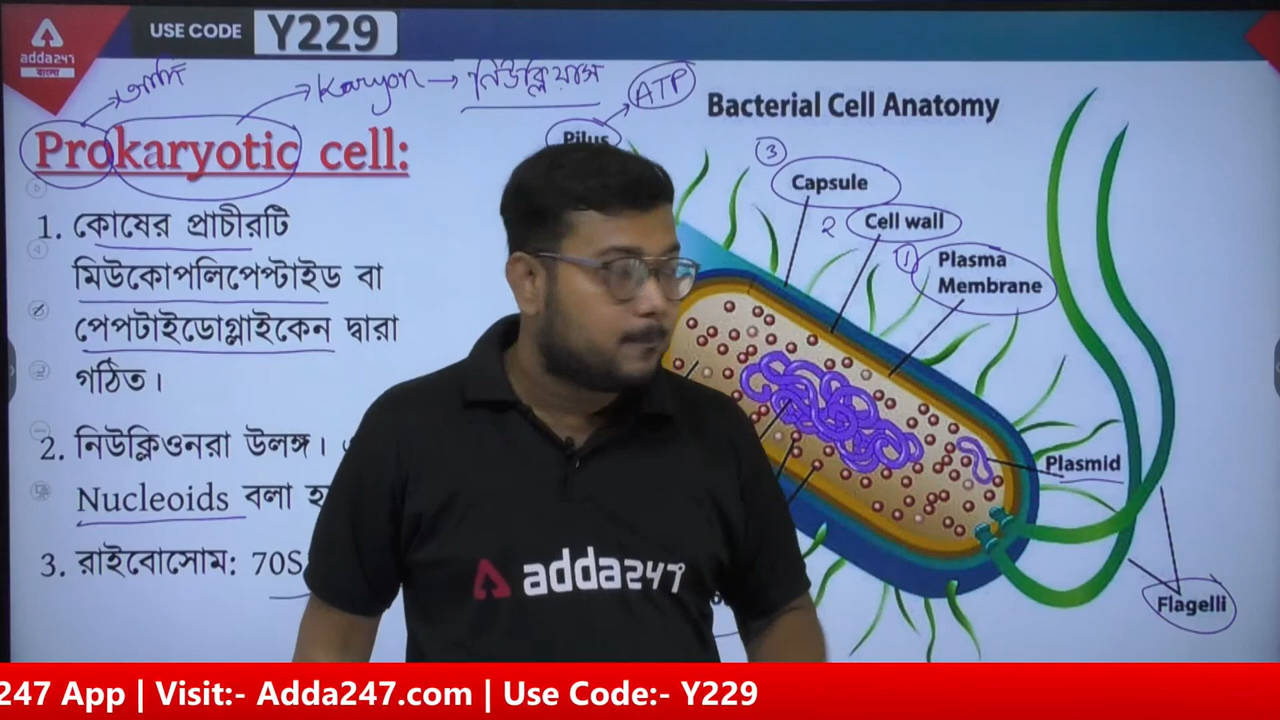 USE CODE Y229
adda247
বাংলা
আদি
Karyon → নিউক্লিয়াস
ATP
Bacterial Cell Anatomy
Pilus
Prokaryotic cell:
3
Capsule
2 Cell wall
1 Plasma
Membrane
1. কোষের প্রাচীরটি
মিউকোপলিপেপ্টাইড বা
পেপটাইডোগ্লাইকেন দ্বারা
গঠিত।
2. নিউক্লিওনরা উলঙ্গ।
Nucleoids বলা
3. রাইবোসোম: 70S
Plasmid
Flagelli
adda247
247 App | Visit:- Adda247.com | Use Code:- Y229